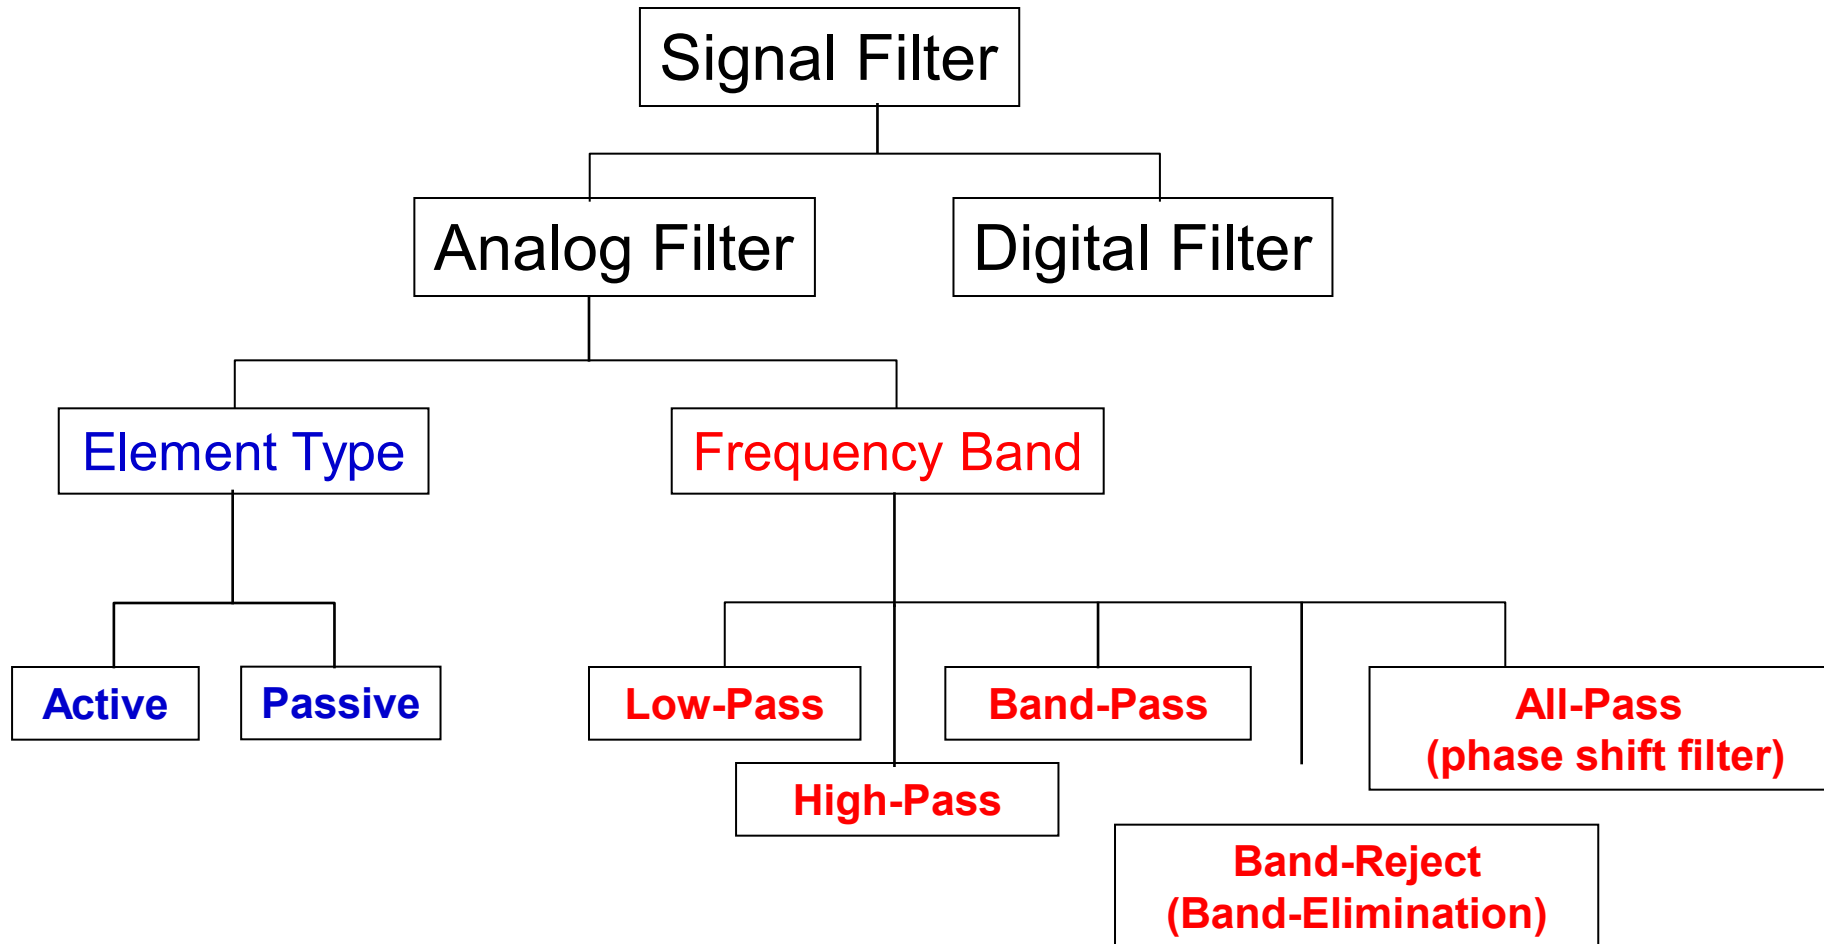 Signal Filter
Analog Filter
Digital Filter
Element Type
Frequency Band
Active
Passive
Low-Pass
Band-Pass
All-Pass
(phase shift filter)
High-Pass
Band-Reject
(Band-Elimination)